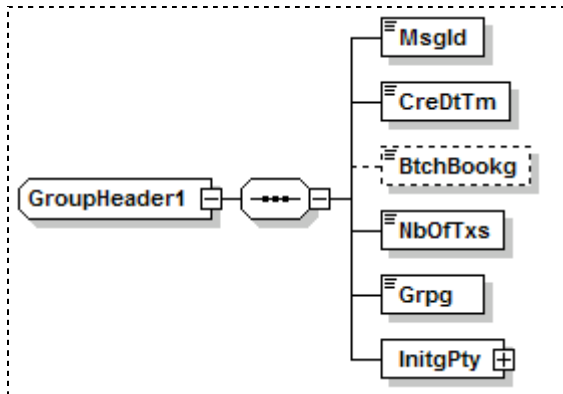 MsgId
CreDtTm
BtchBookg
GroupHeader1
NbOfTxs
Grpg
InitgPty